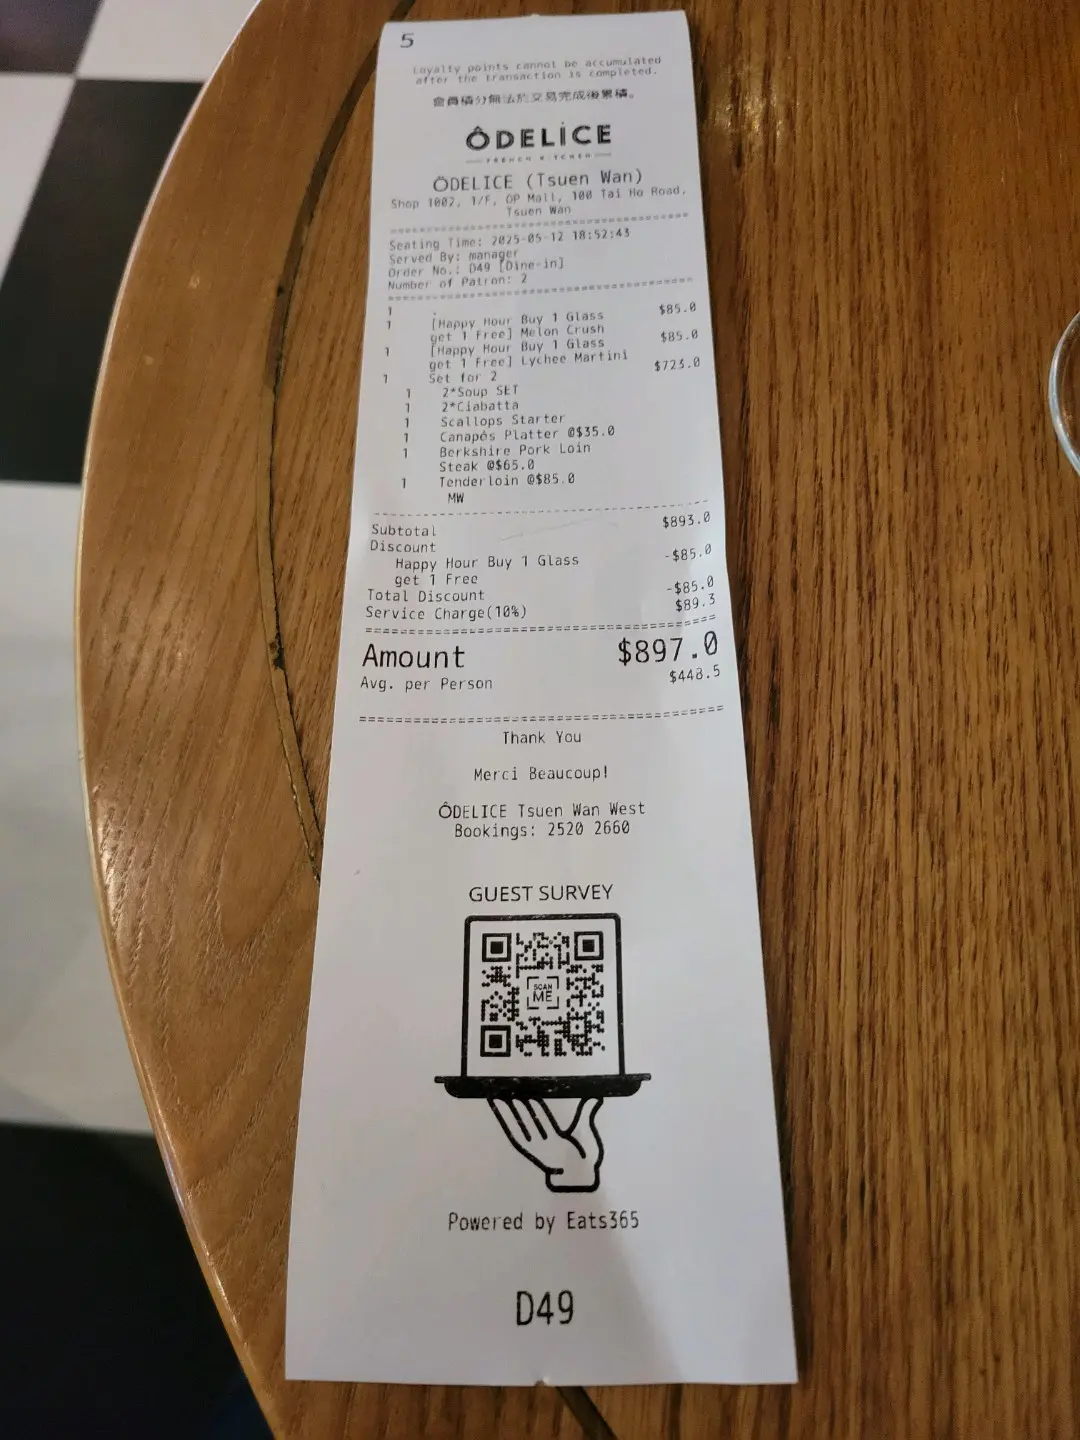 5
Loyalty points cannot be accumulated
after the transaction is completed.
會員積分無法於交易完成後累積。
ÔDELİCE
FRENCH KITCHEN
ÔDELICE (Tsuen Wan)
Shop 1002, 1/F, OP Mall, 100 Tai Ho Road,
Tsuen Wan
Seating Time: 2025-05-12 18:52:43
Served By: manager
Order No.: D49 [Dine-in]
Number of Patron: 2
1 .
1 [Happy Hour Buy 1 Glass $85.0
get 1 Free] Melon Crush
1 [Happy Hour Buy 1 Glass $85.0
get 1 Free] Lychee Martini
1 Set for 2 $723.0
1 2*Soup SET
1 2*Ciabatta
1 Scallops Starter
1 Canapés Platter @$35.0
1 Berkshire Pork Loin
Steak @$65.0
1 Tenderloin @$85.0
MW
Subtotal $893.0
Discount
Happy Hour Buy 1 Glass -$85.0
get 1 Free
Total Discount -$85.0
Service Charge(10%) $89.3
Amount $897.0
Avg. per Person $448.5
Thank You
Merci Beaucoup!
ÔDELICE Tsuen Wan West
Bookings: 2520 2660
GUEST SURVEY
SCAN
ME
Powered by Eats365
D49